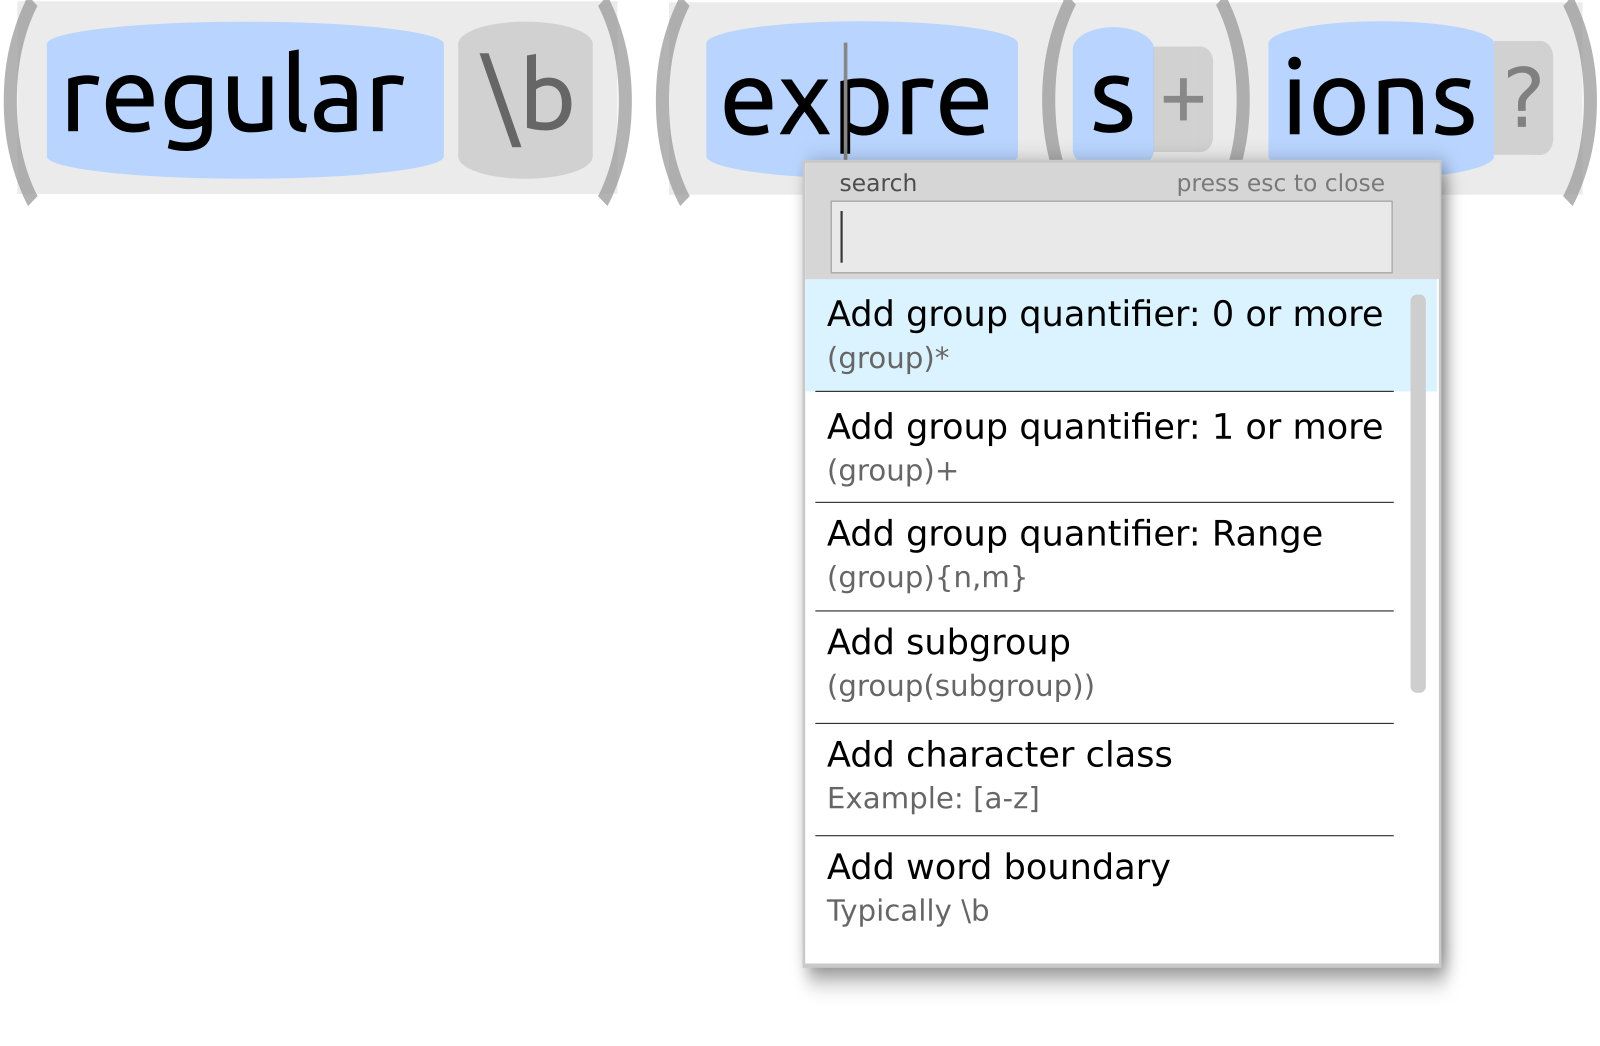 (regular \b) (expre(s+)ions?)
search press esc to close
Add group quantifier: 0 or more
(group)*
Add group quantifier: 1 or more
(group)+
Add group quantifier: Range
(group){n,m}
Add subgroup
(group(subgroup))
Add character class
Example: [a-z]
Add word boundary
Typically \b